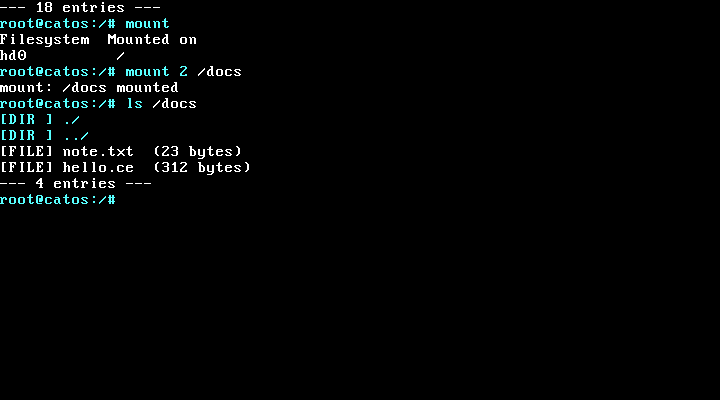 --- 18 entries ---
root@catos:/# mount
Filesystem  Mounted on
hd0          /
root@catos:/# mount 2 /docs
mount: /docs mounted
root@catos:/# ls /docs
[DIR ] ./
[DIR ] ../
[FILE] note.txt  (23 bytes)
[FILE] hello.ce  (312 bytes)
--- 4 entries ---
root@catos:/#